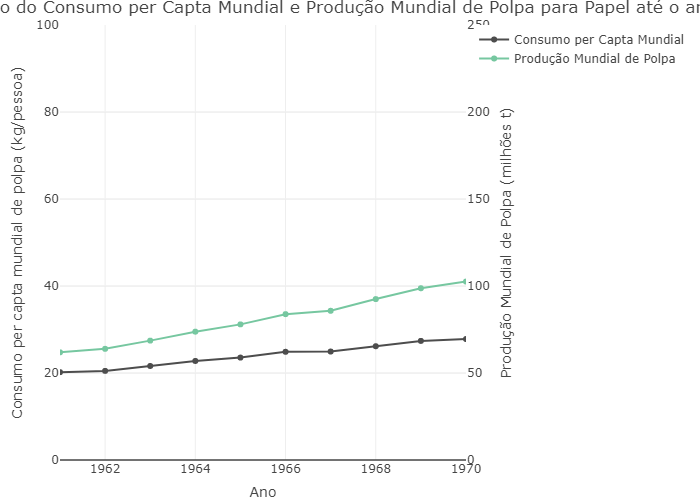 o do Consumo per Capta Mundial e Produção Mundial de Polpa para Papel até o
100
80
60
40
20
0
250
200
150
100
50
0
Consumo per Capta Mundial
Produção Mundial de Polpa
Consumo per capta mundial de polpa (kg/pessoa)
Produção Mundial de Polpa (milhões t)
1962
1964
1966
1968
1970
Ano